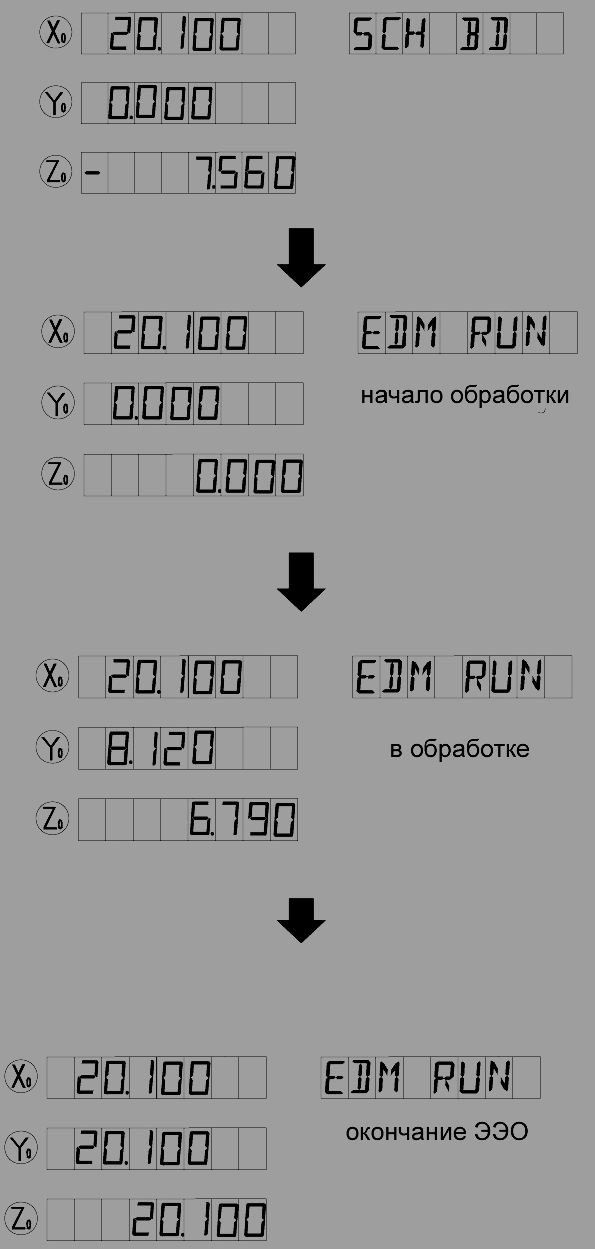 X₀ 20.100 SCH BD
Y₀ 0.000
Z₀ - 7.560
X₀ 20.100 EDM RUN
Y₀ 0.000 начало обработки
Z₀ 0.000
X₀ 20.100 EDM RUN
Y₀ 8.120 в обработке
Z₀ 6.790
X₀ 20.100 EDM RUN
Y₀ 20.100 окончание ЭЭО
Z₀ 20.100